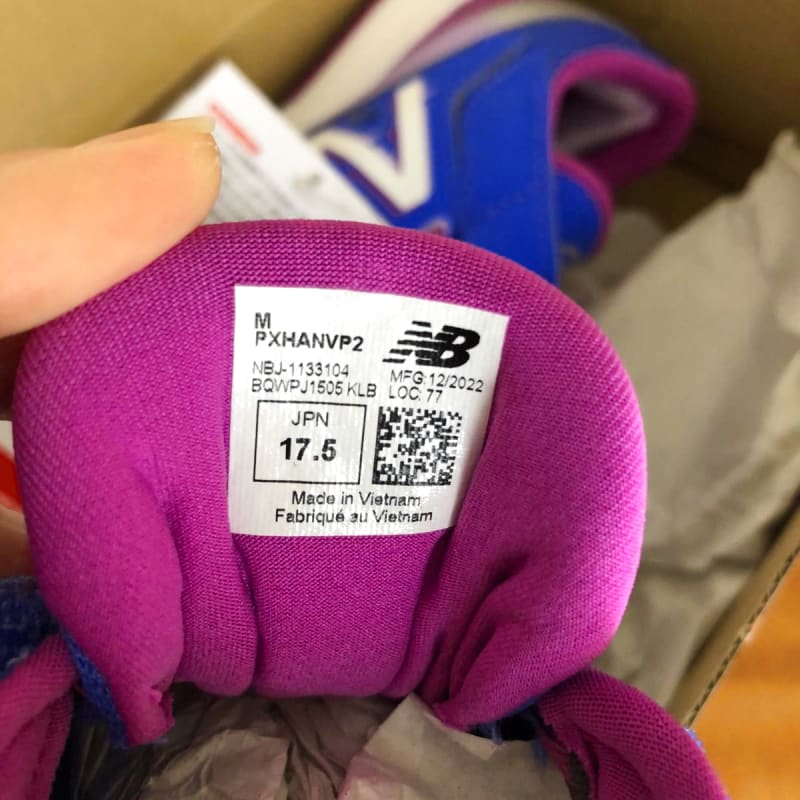 M
PXHANVP2
NB
NBJ-1133104
BQWPJ1505 KLB
MFG:12/2022
LOC: 77
JPN
17.5
Made in Vietnam
Fabriqué au Vietnam